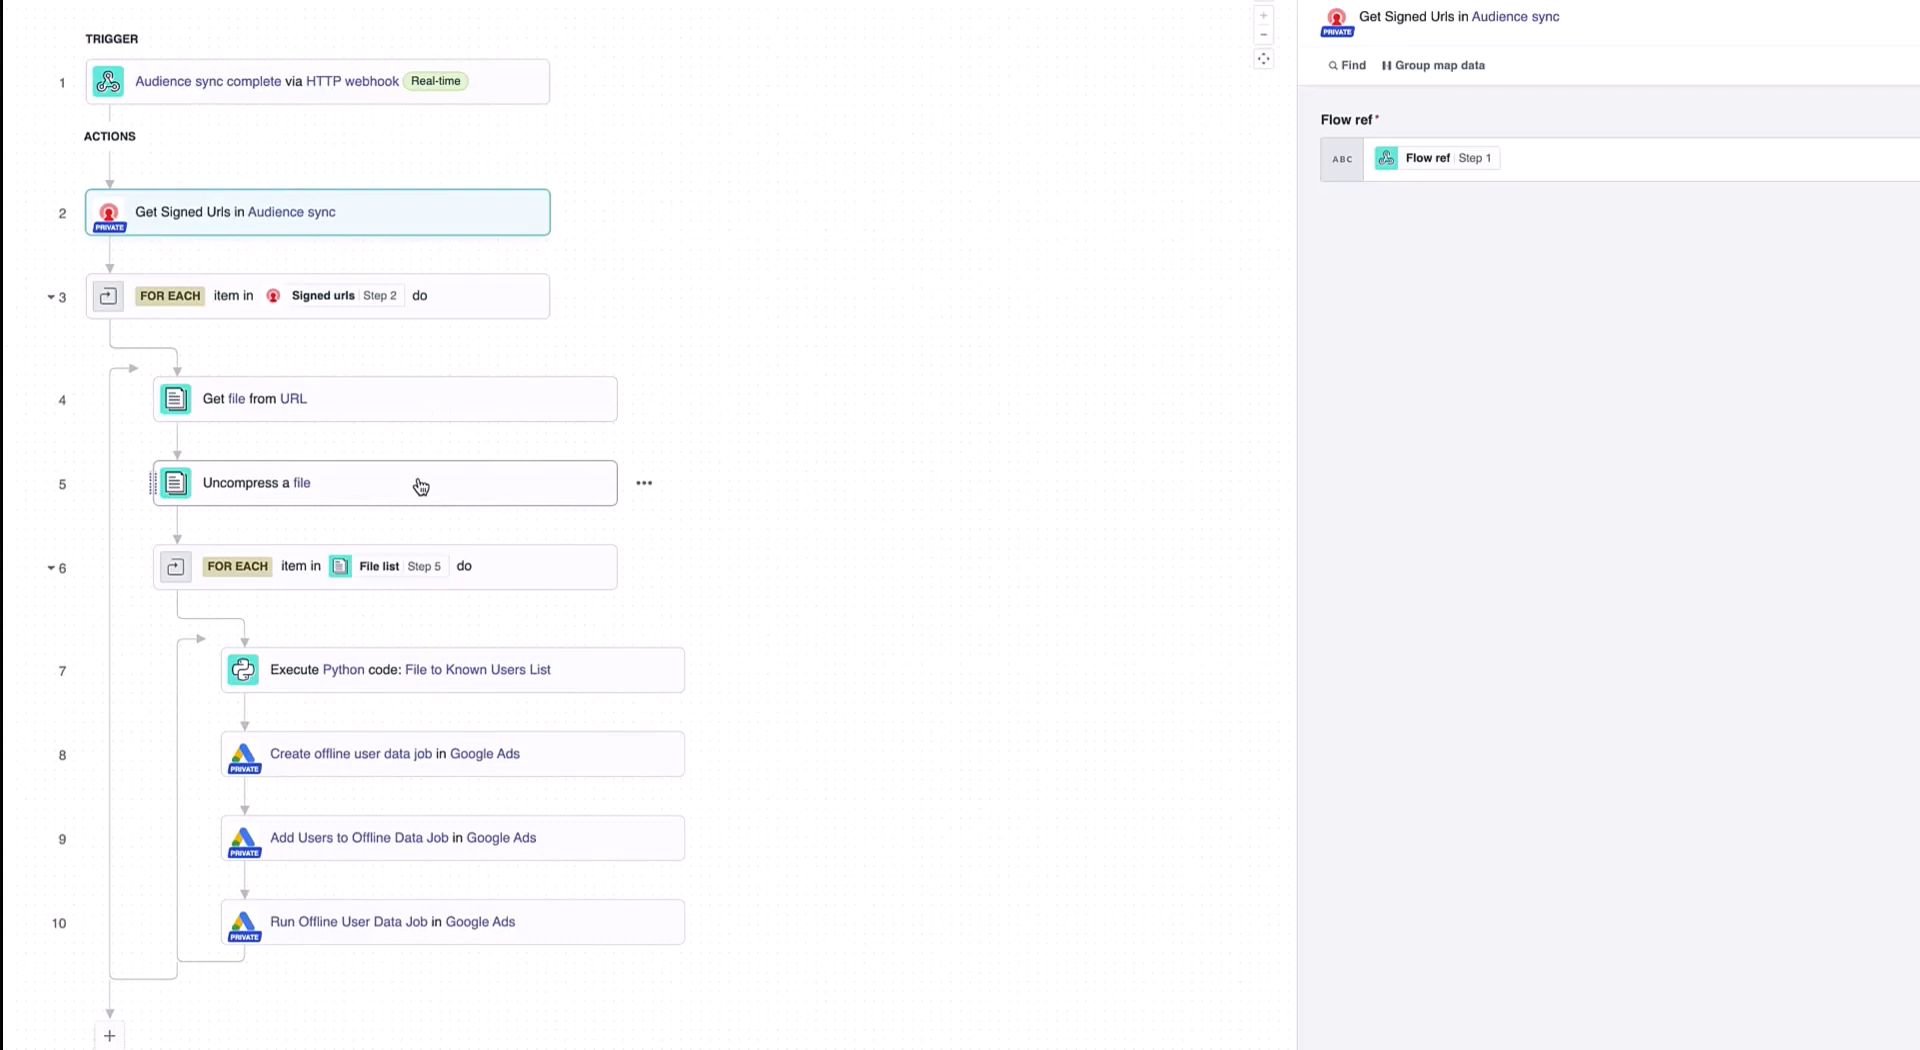 TRIGGER
1
Audience sync complete via HTTP webhook Real-time
ACTIONS
2
PRIVATE
Get Signed Urls in Audience sync
3
FOR EACH item in Signed urls Step 2 do
4
Get file from URL
5
Uncompress a file
6
FOR EACH item in File list Step 5 do
7
Execute Python code: File to Known Users List
8
PRIVATE
Create offline user data job in Google Ads
9
PRIVATE
Add Users to Offline Data Job in Google Ads
10
PRIVATE
Run Offline User Data Job in Google Ads
PRIVATE
Get Signed Urls in Audience sync
Find Group map data
Flow ref*
ABC Flow ref Step 1